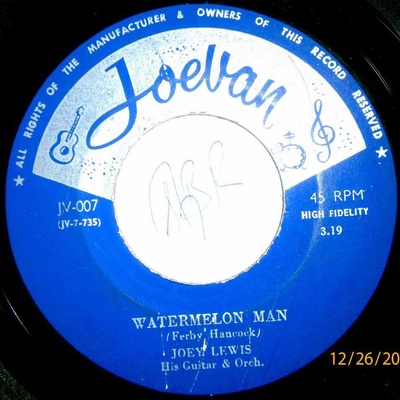 ★ ALL RIGHTS OF THE MANUFACTURER & OWNERS OF THIS RECORD RESERVED ★
Joevan
JV-007
(JV-7-735)
45 RPM
HIGH FIDELITY
3.19
WATERMELON MAN
(Ferby Hancock)
JOEY LEWIS
His Guitar & Orch.
12/26/20